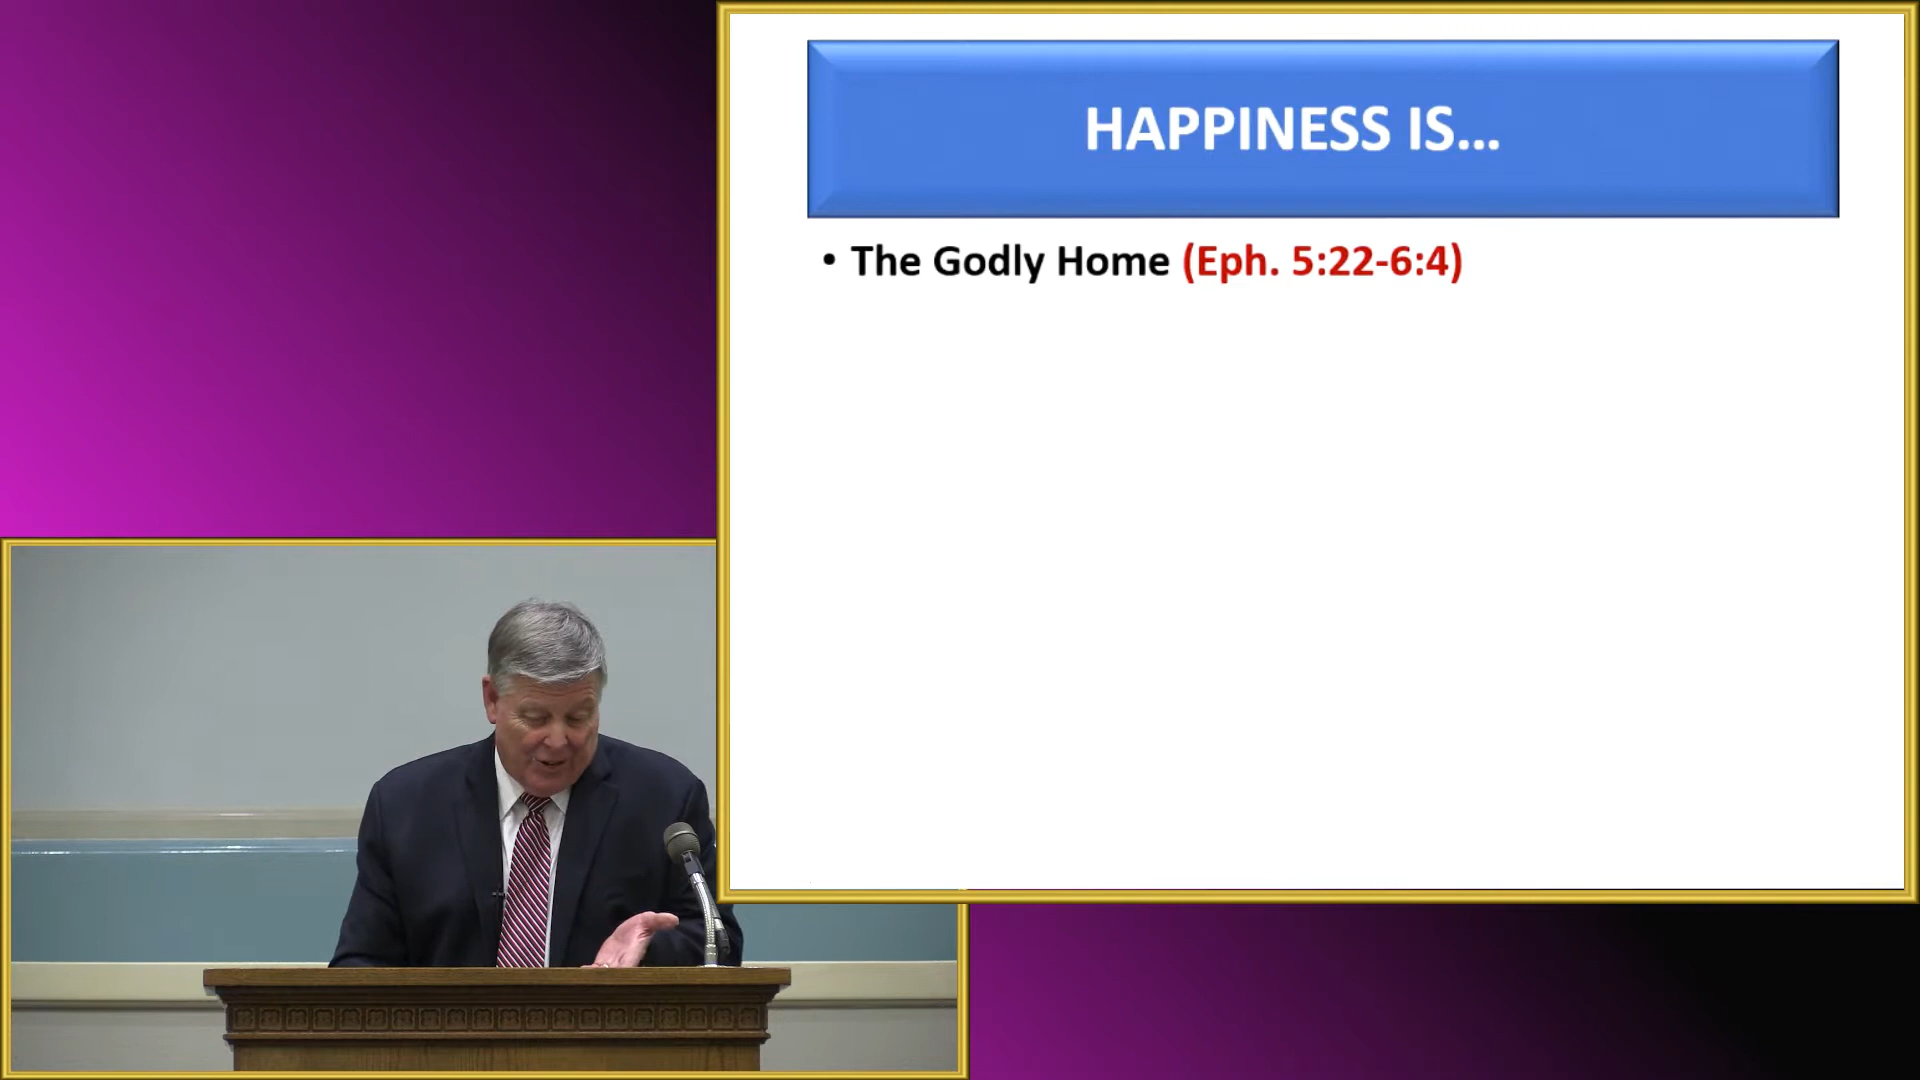 HAPPINESS IS...
• The Godly Home (Eph. 5:22-6:4)